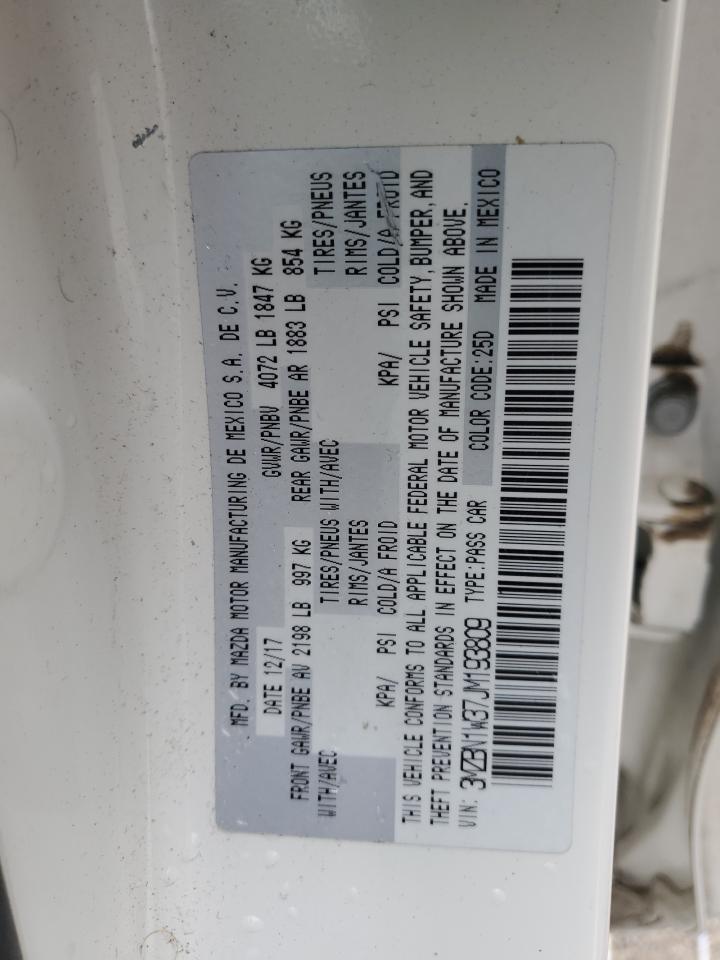 MFD. BY MAZDA MOTOR MANUFACTURING DE MEXICO S.A. DE C.V.
DATE 12/17 GVWR/PNBV 4072 LB 1847 KG
FRONT GAWR/PNBE AV 2198 LB 997 KG REAR GAWR/PNBE AR 1883 LB 854 KG
WITH/AVEC TIRES/PNEUS WITH/AVEC TIRES/PNEUS
RIMS/JANTES RIMS/JANTES
KPA/ PSI COLD/A FROID KPA/ PSI COLD/A FROID
THIS VEHICLE CONFORMS TO ALL APPLICABLE FEDERAL MOTOR VEHICLE SAFETY, BUMPER, AND
THEFT PREVENTION STANDARDS IN EFFECT ON THE DATE OF MANUFACTURE SHOWN ABOVE.
VIN: 3MZBN1W37JM193809 TYPE:PASS CAR COLOR CODE:25D MADE IN MEXICO